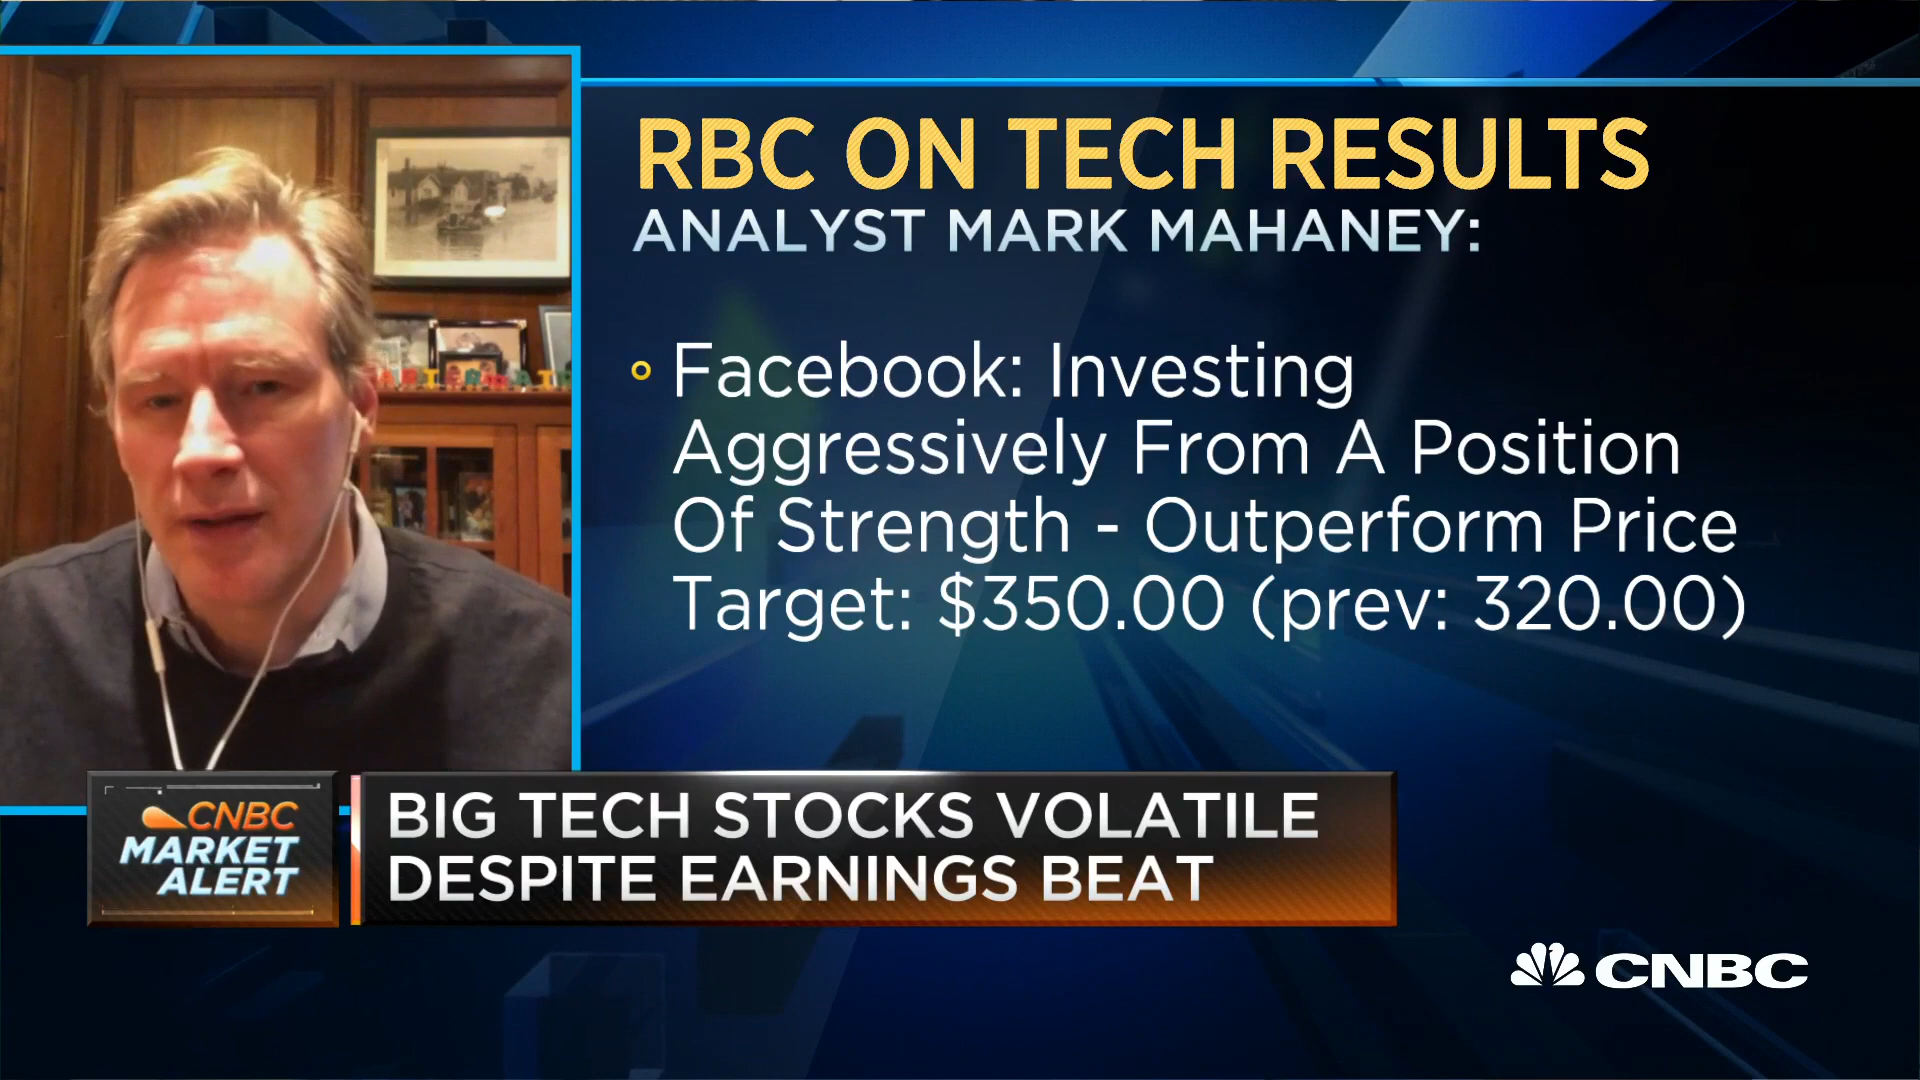 RBC ON TECH RESULTS
ANALYST MARK MAHANEY:
Facebook: Investing
Aggressively From A Position
Of Strength - Outperform Price
Target: $350.00 (prev: 320.00)
CNBC
MARKET
ALERT
BIG TECH STOCKS VOLATILE
DESPITE EARNINGS BEAT
CNBC